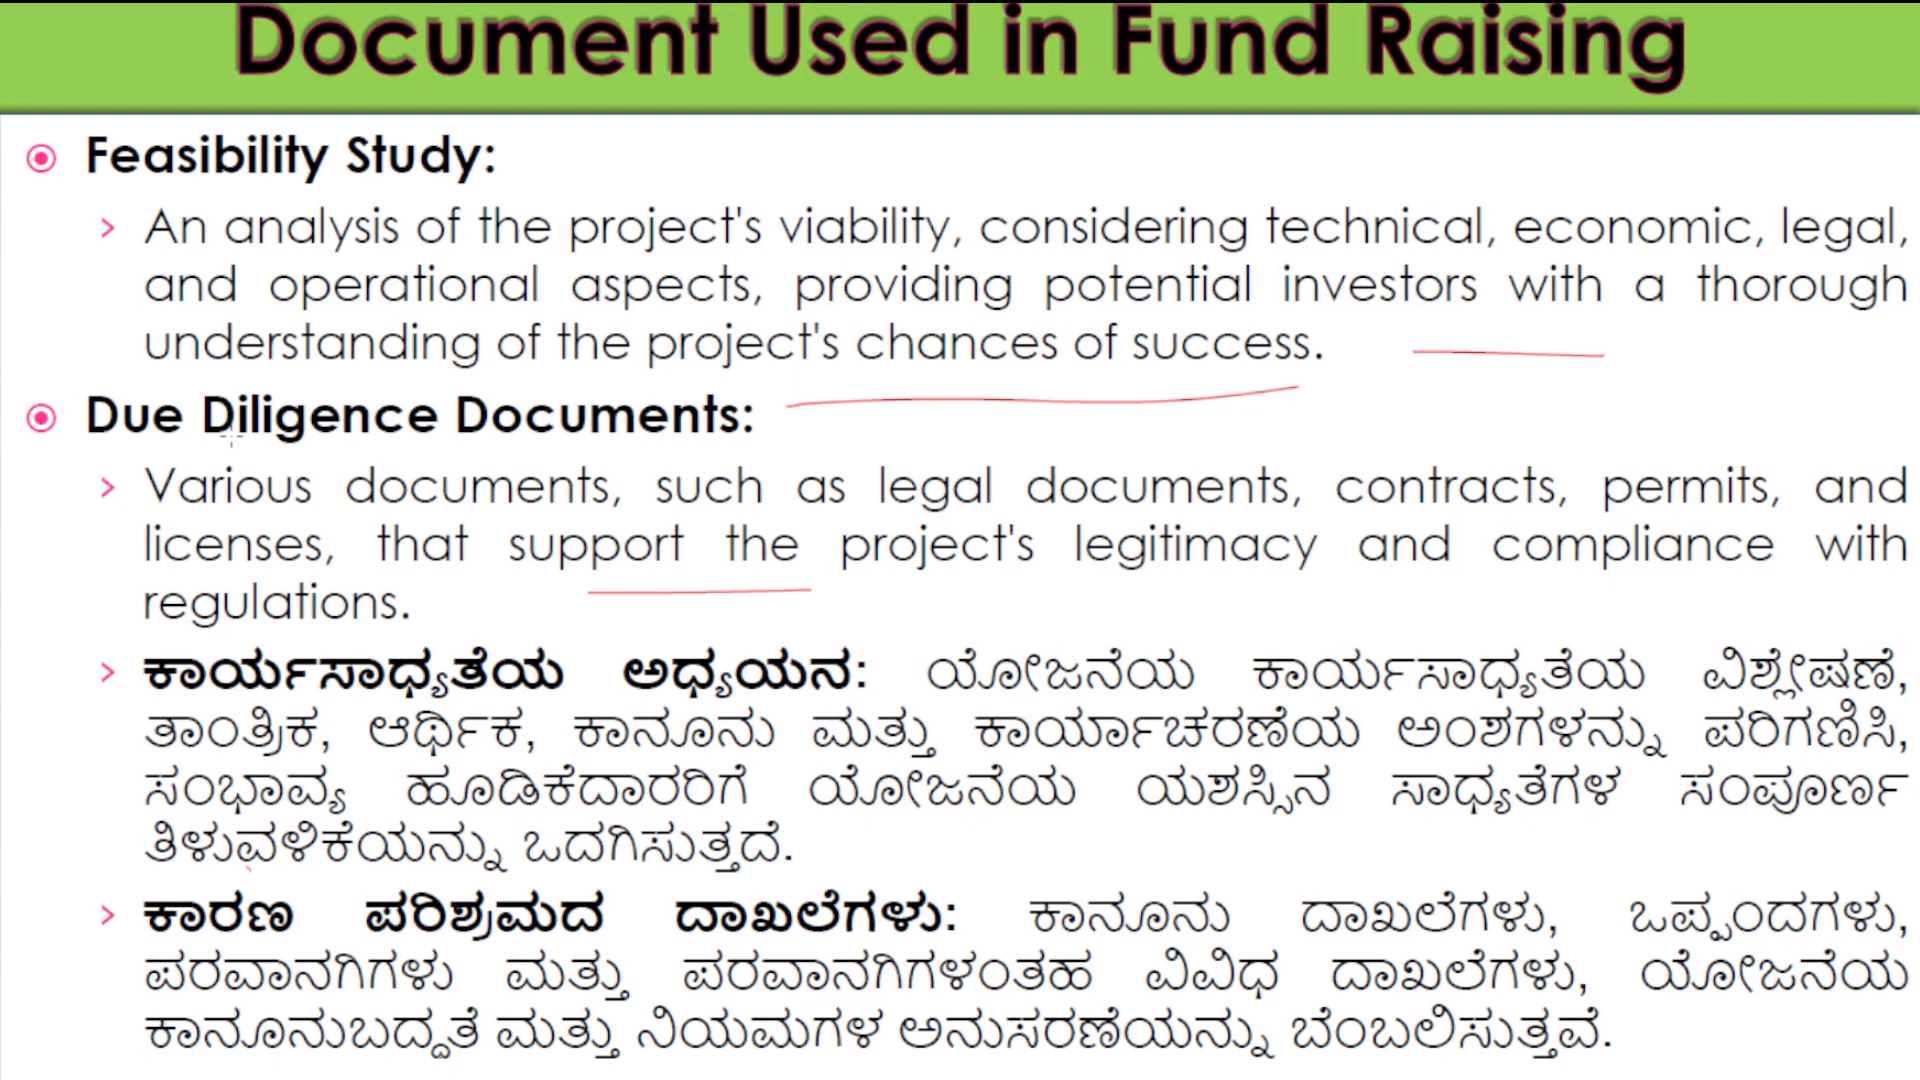 Document Used in Fund Raising
Feasibility Study:
An analysis of the project's viability, considering technical, economic, legal,
and operational aspects, providing potential investors with a thorough
understanding of the project's chances of success.
Due Diligence Documents:
Various documents, such as legal documents, contracts, permits, and
licenses, that support the project's legitimacy and compliance with
regulations.
ಕಾರ್ಯಸಾಧ್ಯತೆಯ ಅಧ್ಯಯನ: ಯೋಜನೆಯ ಕಾರ್ಯಸಾಧ್ಯತೆಯ ವಿಶ್ಲೇಷಣೆ,
ತಾಂತ್ರಿಕ, ಆರ್ಥಿಕ, ಕಾನೂನು ಮತ್ತು ಕಾರ್ಯಾಚರಣೆಯ ಅಂಶಗಳನ್ನು ಪರಿಗಣಿಸಿ,
ಸಂಭಾವ್ಯ ಹೂಡಿಕೆದಾರರಿಗೆ ಯೋಜನೆಯ ಯಶಸ್ಸಿನ ಸಾಧ್ಯತೆಗಳ ಸಂಪೂರ್ಣ
ತಿಳುವಳಿಕೆಯನ್ನು ಒದಗಿಸುತ್ತದೆ.
ಕಾರಣ ಪರಿಶ್ರಮದ ದಾಖಲೆಗಳು: ಕಾನೂನು ದಾಖಲೆಗಳು, ಒಪ್ಪಂದಗಳು,
ಪರವಾನಗಿಗಳು ಮತ್ತು ಪರವಾನಗಿಗಳಂತಹ ವಿವಿಧ ದಾಖಲೆಗಳು, ಯೋಜನೆಯ
ಕಾನೂನುಬದ್ಧತೆ ಮತ್ತು ನಿಯಮಗಳ ಅನುಸರಣೆಯನ್ನು ಬೆಂಬಲಿಸುತ್ತವೆ.